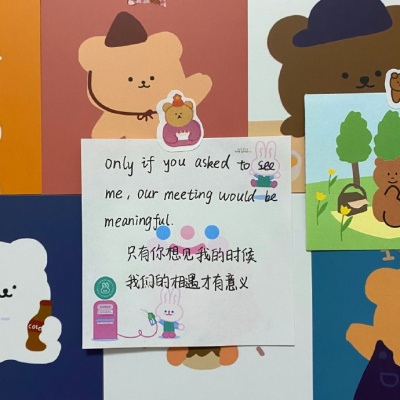 only if you asked to see
me, our meeting would be
meaningful.
只有你想见我的时候
我们的相遇才有意义